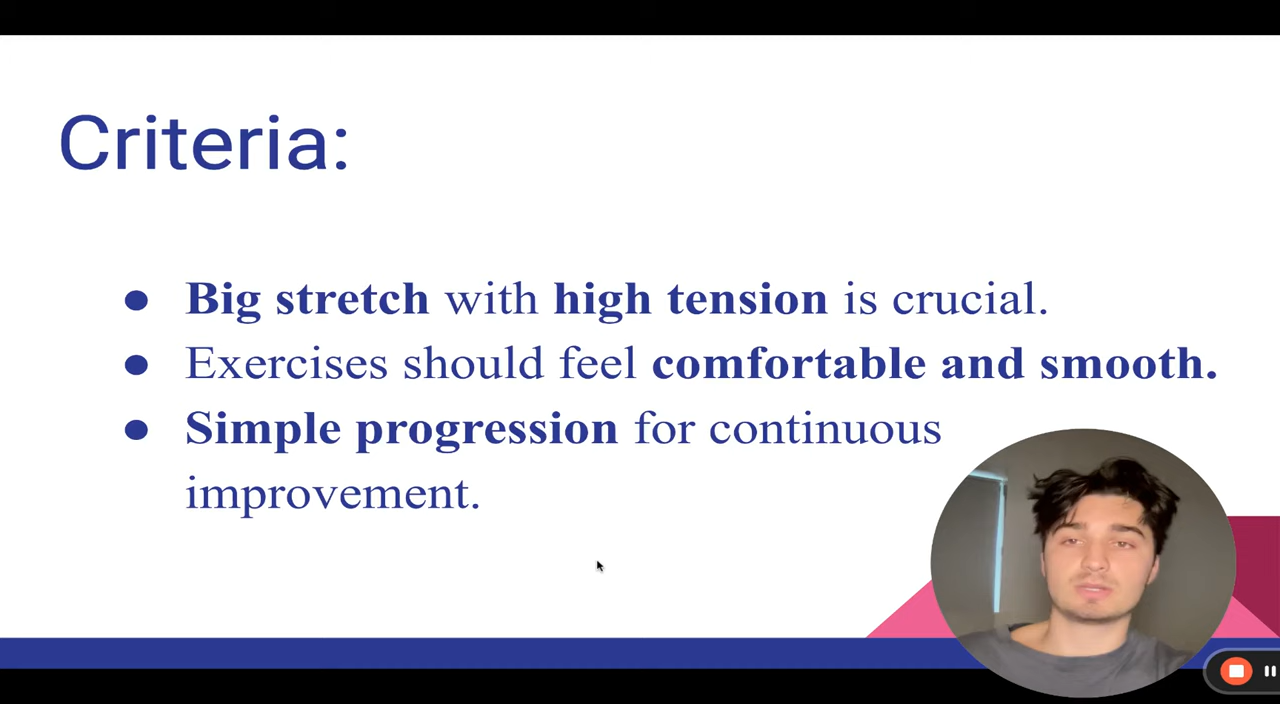 Criteria:
● Big stretch with high tension is crucial.
● Exercises should feel comfortable and smooth.
● Simple progression for continuous
improvement.